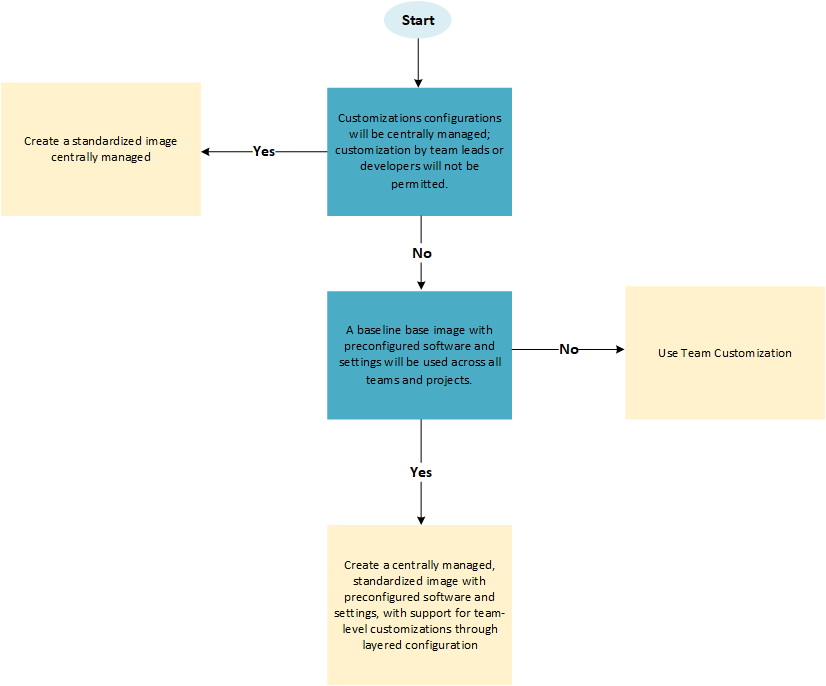 Start
Customizations configurations
will be centrally managed;
customization by team leads or
developers will not be
permitted.
Yes
Create a standardized image
centrally managed
No
A baseline base image with
preconfigured software and
settings will be used across all
teams and projects.
No
Use Team Customization
Yes
Create a centrally managed,
standardized image with
preconfigured software and
settings, with support for team-
level customizations through
layered configuration